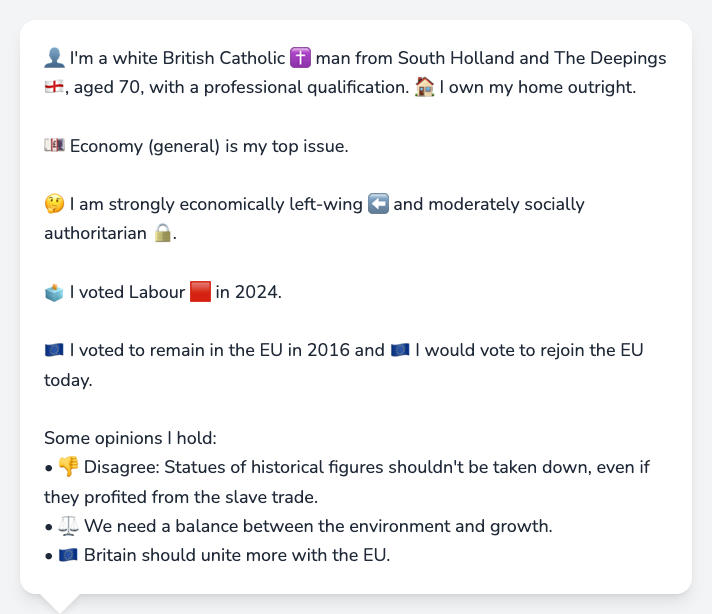 👤 I'm a white British Catholic ✝️ man from South Holland and The Deepings
🏴󠁧󠁢󠁥󠁮󠁧󠁿, aged 70, with a professional qualification. 🏠 I own my home outright.
💷 Economy (general) is my top issue.
🤔 I am strongly economically left-wing ⬅️ and moderately socially
authoritarian 🔒.
🗳️ I voted Labour 🟥 in 2024.
🇪🇺 I voted to remain in the EU in 2016 and 🇪🇺 I would vote to rejoin the EU
today.
Some opinions I hold:
• 👎 Disagree: Statues of historical figures shouldn't be taken down, even if
they profited from the slave trade.
• ⚖️ We need a balance between the environment and growth.
• 🇪🇺 Britain should unite more with the EU.